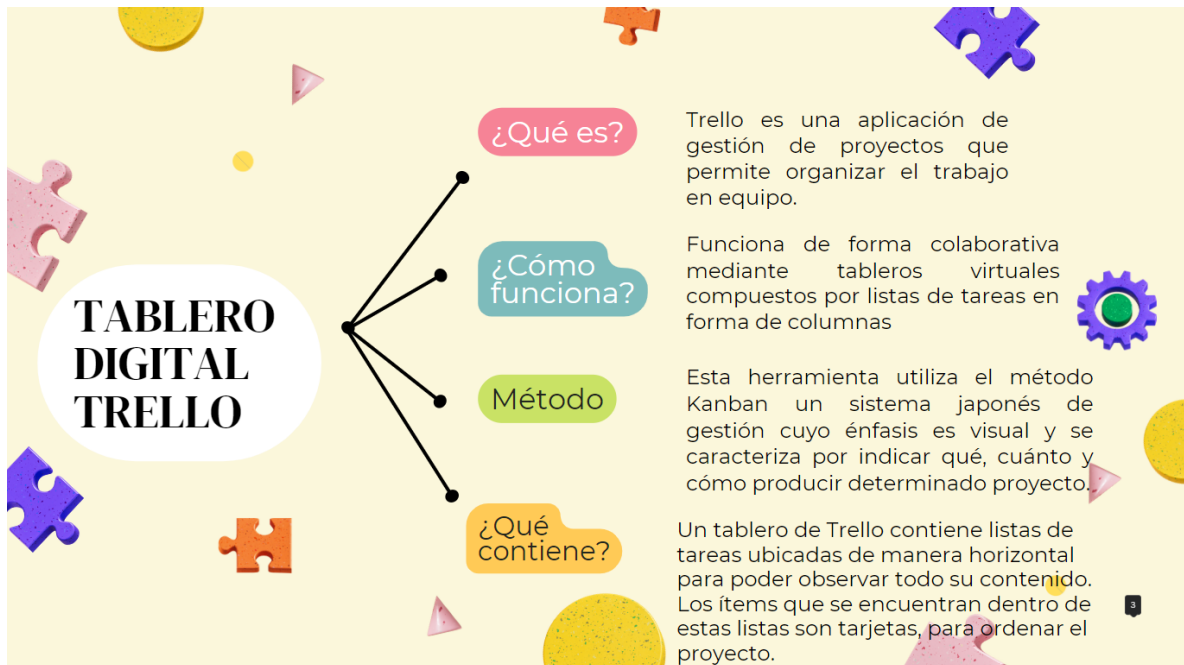 TABLERO
DIGITAL
TRELLO
¿Qué es?
Trello es una aplicación de
gestión de proyectos que
permite organizar el trabajo
en equipo.
¿Cómo
funciona?
Funciona de forma colaborativa
mediante tableros virtuales
compuestos por listas de tareas en
forma de columnas
Método
Esta herramienta utiliza el método
Kanban un sistema japonés de
gestión cuyo énfasis es visual y se
caracteriza por indicar qué, cuánto y
cómo producir determinado proyecto.
¿Qué
contiene?
Un tablero de Trello contiene listas de
tareas ubicadas de manera horizontal
para poder observar todo su contenido.
Los ítems que se encuentran dentro de
estas listas son tarjetas, para ordenar el
proyecto.
3